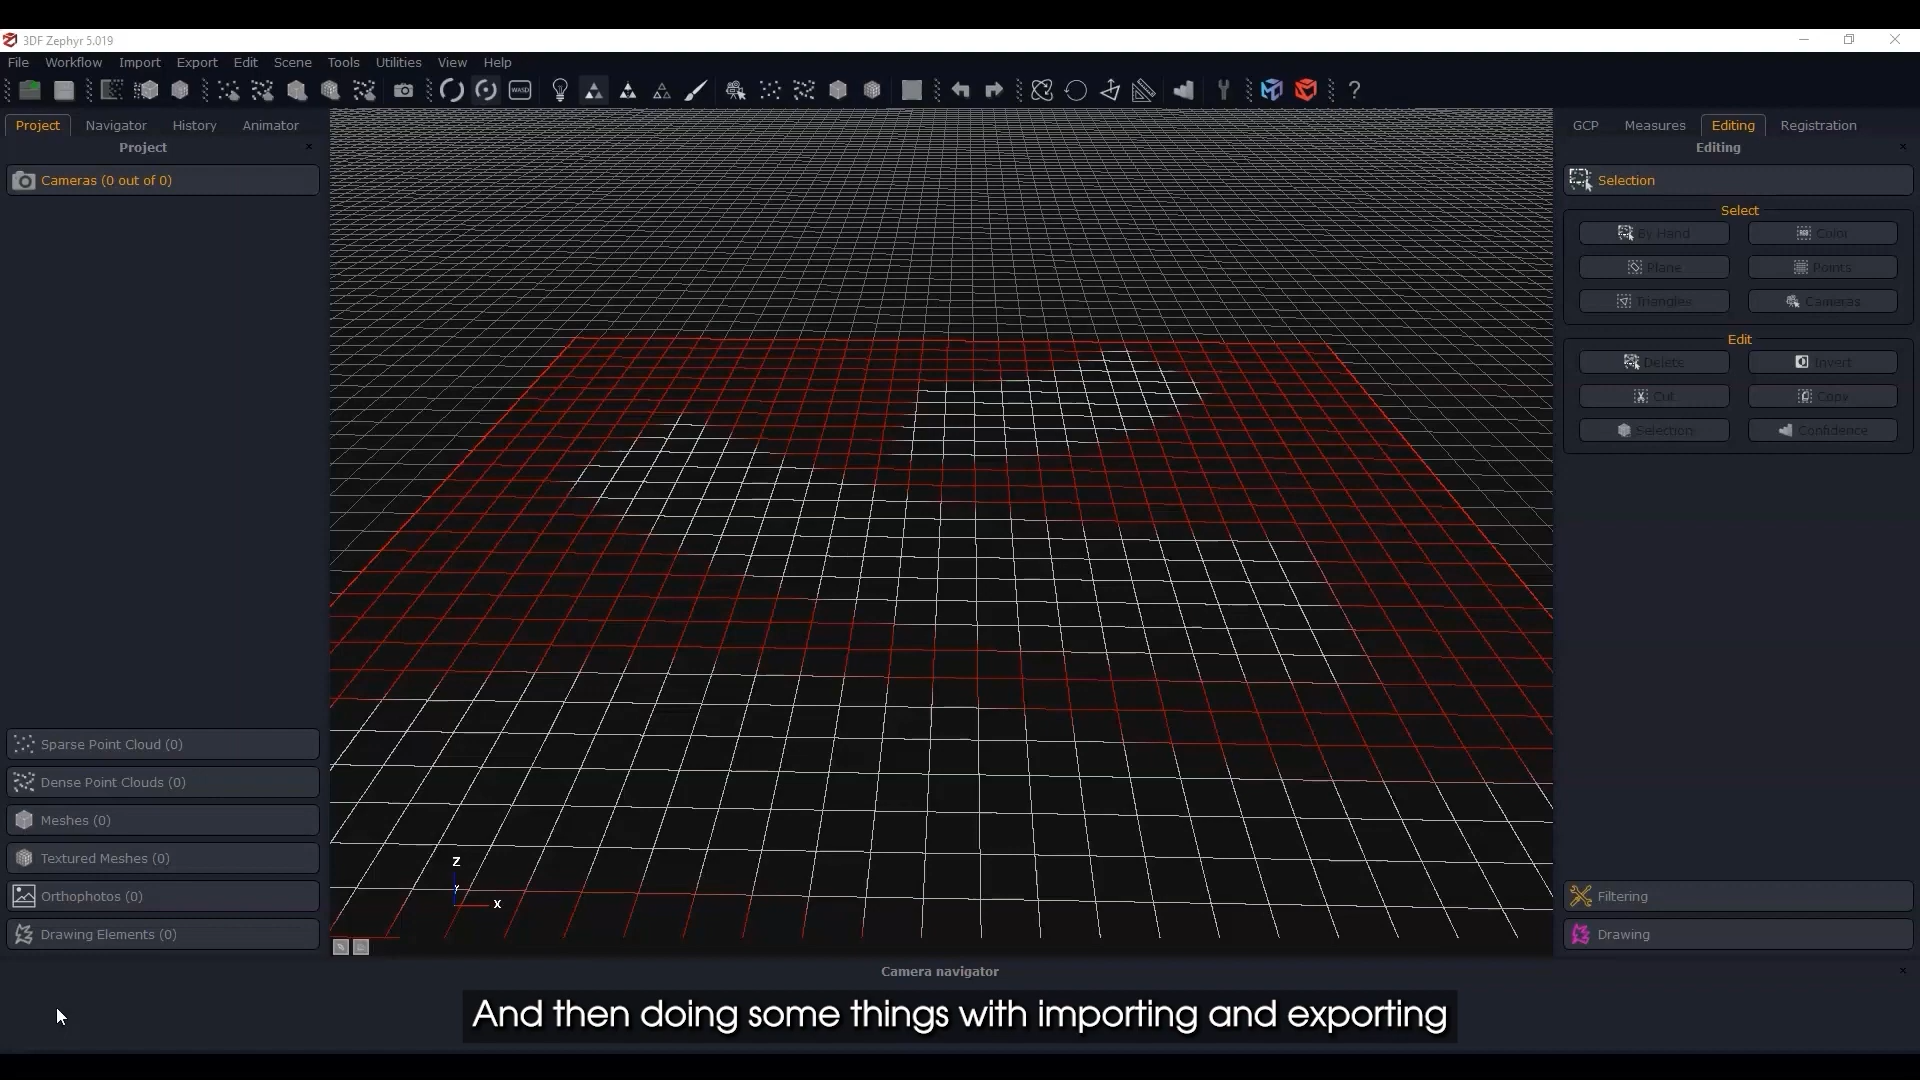 3DF Zephyr 5.019
File Workflow Import Export Edit Scene Tools Utilities View Help
WASD
Project Navigator History Animator
GCP Measures Editing Registration
Project
Editing
Cameras (0 out of 0)
Selection
Select
By Hand Color
Plane Points
Triangles Cameras
Edit
Delete Invert
Cut Copy
Selection Confidence
Sparse Point Cloud (0)
Dense Point Clouds (0)
Meshes (0)
Textured Meshes (0)
Orthophotos (0)
Drawing Elements (0)
Z
Y
X
Filtering
Drawing
Camera navigator
And then doing some things with importing and exporting